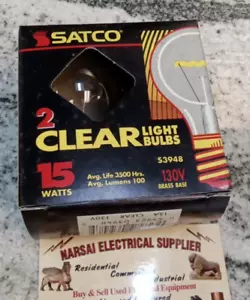 SATCO
2
CLEAR LIGHT BULBS
S3948
15 WATTS
Avg. Life 3500 Hrs.
Avg. Lumens 100
130V
BRASS BASE
NARSAI ELECTRICAL SUPPLIER
Residential
Commercial
Industrial
Buy & Sell Used Electrical Equipment